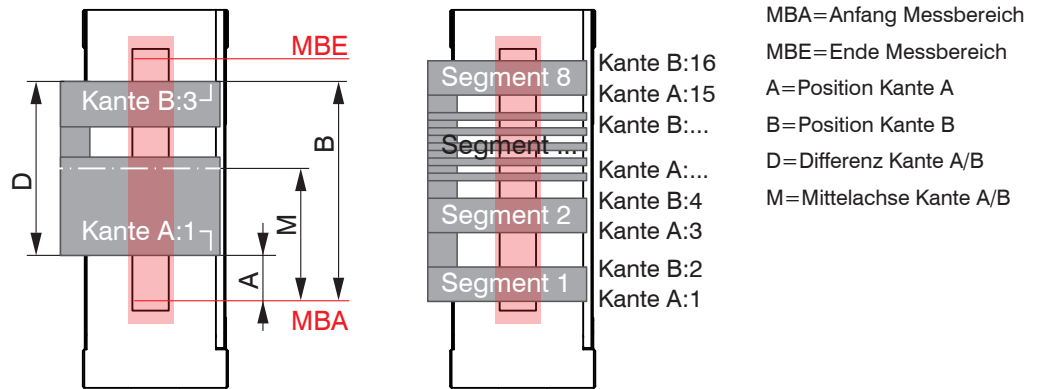 MBE
Kante B:3
D
B
M
Kante A:1
A
MBA
Segment 8
Segment ...
Segment 2
Segment 1
Kante B:16
Kante A:15
Kante B:...
Kante A:...
Kante B:4
Kante A:3
Kante B:2
Kante A:1
MBA=Anfang Messbereich
MBE=Ende Messbereich
A=Position Kante A
B=Position Kante B
D=Differenz Kante A/B
M=Mittelachse Kante A/B